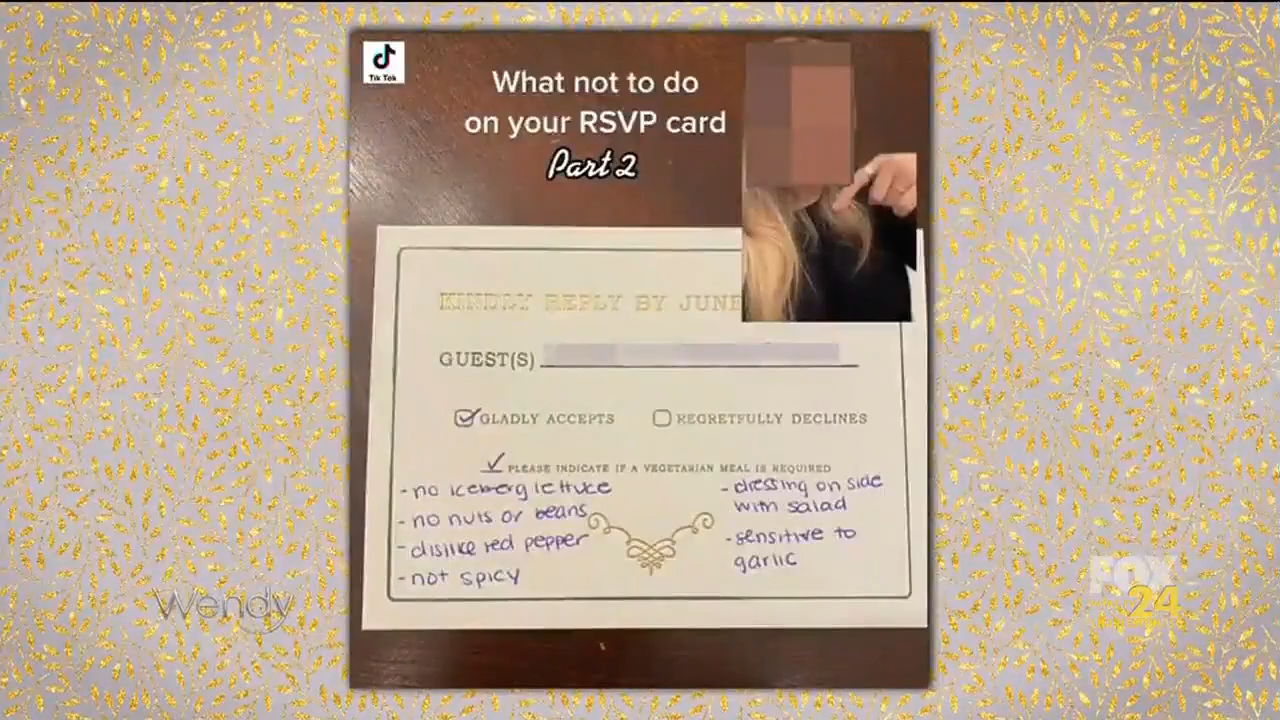 TikTok
What not to do
on your RSVP card
Part 2
KINDLY REPLY BY JUNE
GUEST(S)
GLADLY ACCEPTS
REGRETFULLY DECLINES
PLEASE INDICATE IF A VEGETARIAN MEAL IS REQUIRED
-no iceberg lettuce
-no nuts or beans
-dislike red pepper
-not spicy
-dressing on side
with salad
-sensitive to
garlic
Wendy
FOX
24